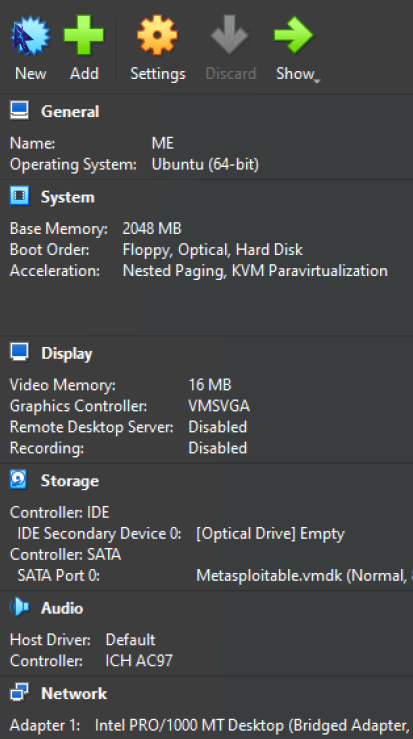 New Add Settings Discard Show
General
Name: ME
Operating System: Ubuntu (64-bit)
System
Base Memory: 2048 MB
Boot Order: Floppy, Optical, Hard Disk
Acceleration: Nested Paging, KVM Paravirtualization
Display
Video Memory: 16 MB
Graphics Controller: VMSVGA
Remote Desktop Server: Disabled
Recording: Disabled
Storage
Controller: IDE
IDE Secondary Device 0: [Optical Drive] Empty
Controller: SATA
SATA Port 0: Metasploitable.vmdk (Normal,
Audio
Host Driver: Default
Controller: ICH AC97
Network
Adapter 1: Intel PRO/1000 MT Desktop (Bridged Adapter,